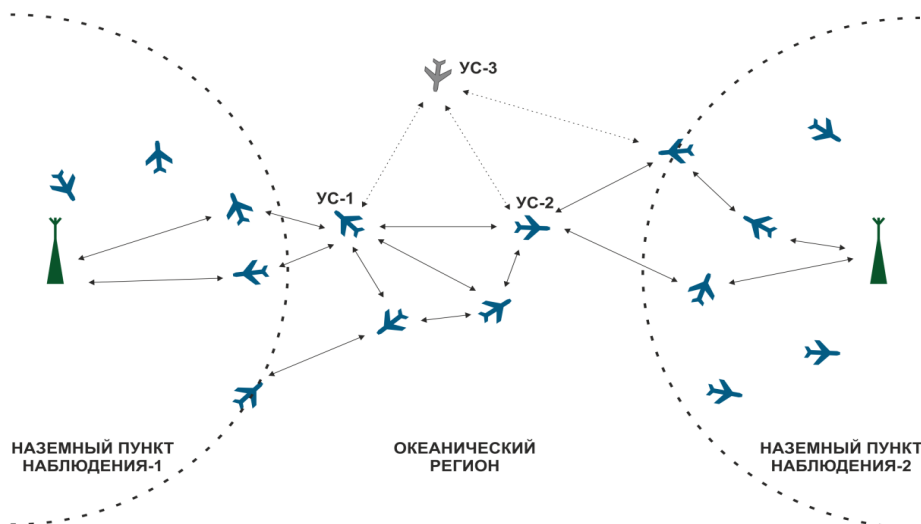 УС-3
УС-1
УС-2
НАЗЕМНЫЙ ПУНКТ
НАБЛЮДЕНИЯ-1
ОКЕАНИЧЕСКИЙ
РЕГИОН
НАЗЕМНЫЙ ПУНКТ
НАБЛЮДЕНИЯ-2